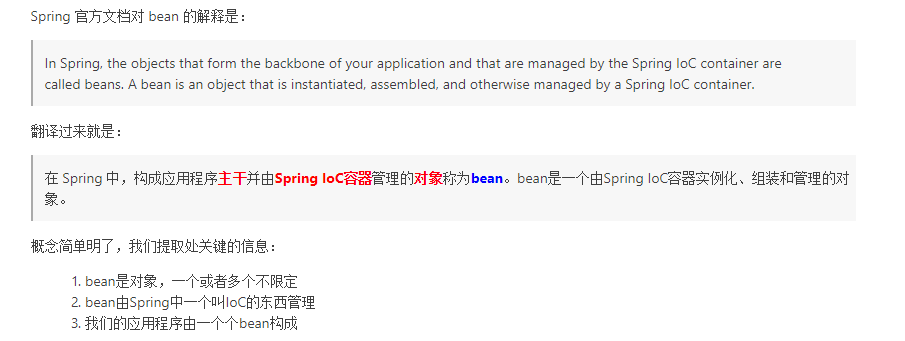 Spring 官方文档对 bean 的解释是：
In Spring, the objects that form the backbone of your application and that are managed by the Spring IoC container are
called beans. A bean is an object that is instantiated, assembled, and otherwise managed by a Spring IoC container.
翻译过来就是：
在 Spring 中，构成应用程序主干并由Spring IoC容器管理的对象称为bean。bean是一个由Spring IoC容器实例化、组装和管理的对
象。
概念简单明了，我们提取处关键的信息：
1. bean是对象，一个或者多个不限定
2. bean由Spring中一个叫IoC的东西管理
3. 我们的应用程序由一个个bean构成